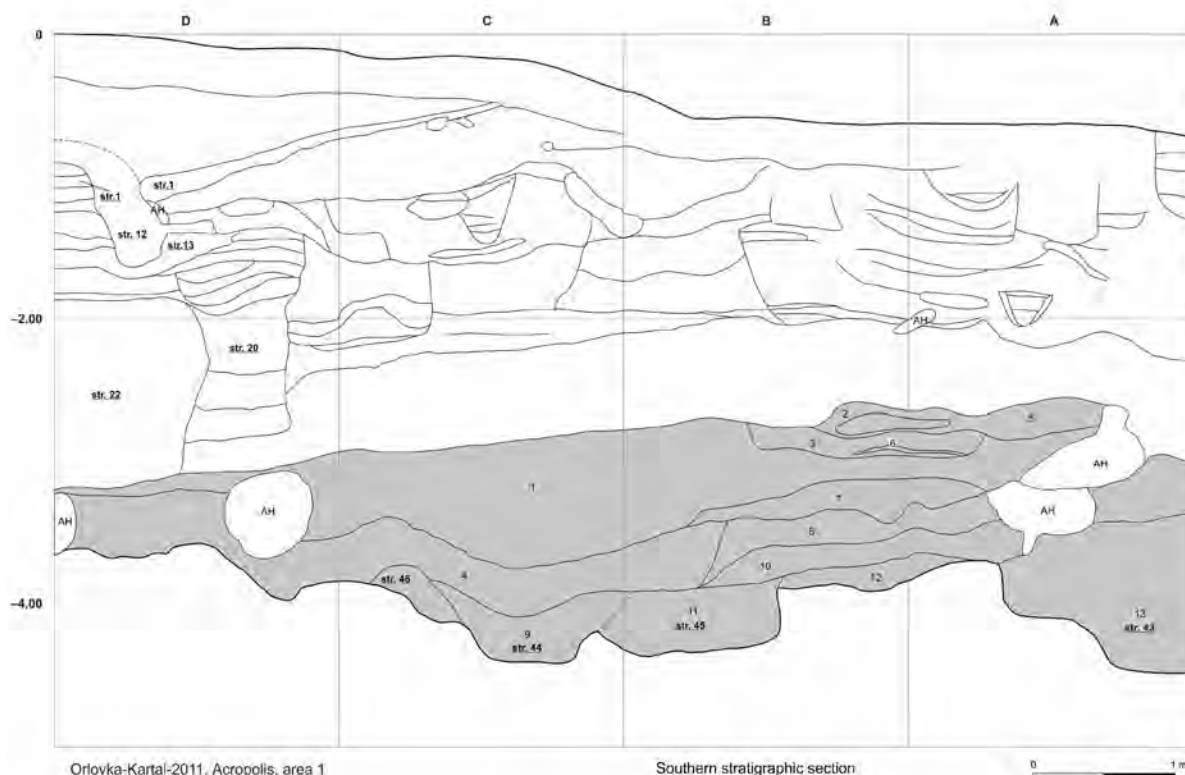 D C B A
0
str.1
str.1
AH
str. 12
str.13
–2.00
AH
str. 20
str. 22
2
5
3
6
AH
1
7
AH
AH
AH
8
4
str. 46
10
12
–4.00
11
13
9
str. 45
str. 43
str. 44
Orlovka-Kartal-2011. Acropolis, area 1
Southern stratigraphic section
0 1 m